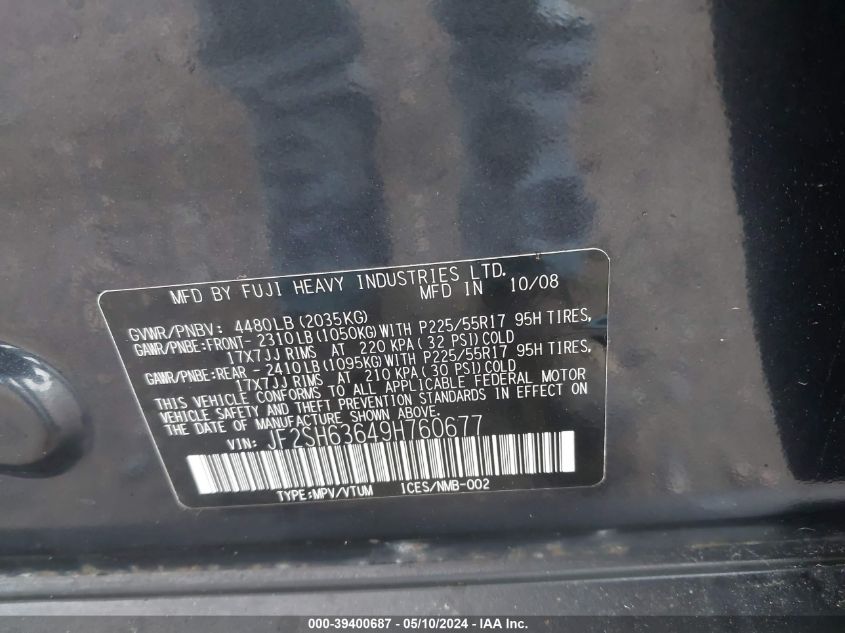 MFD BY FUJI HEAVY INDUSTRIES LTD.
MFD IN 10/08
GVWR/PNBV: 4480LB(2035KG)
GAWR/PNBE:FRONT- 2310LB(1050KG)WITH P225/55R17 95H TIRES,
17X7JJ RIMS AT 220 KPA(32 PSI)COLD
GAWR/PNBE:REAR - 2410LB(1095KG)WITH P225/55R17 95H TIRES,
17X7JJ RIMS AT 210 KPA(30 PSI)COLD
THIS VEHICLE CONFORMS TO ALL APPLICABLE FEDERAL MOTOR
VEHICLE SAFETY AND THEFT PREVENTION STANDARDS IN EFFECT ON
THE DATE OF MANUFACTURE SHOWN ABOVE.
VIN: JF2SH63649H760677
TYPE:MPV/VTUM ICES/NMB-002
000-39400687 - 05/10/2024 - IAA Inc.